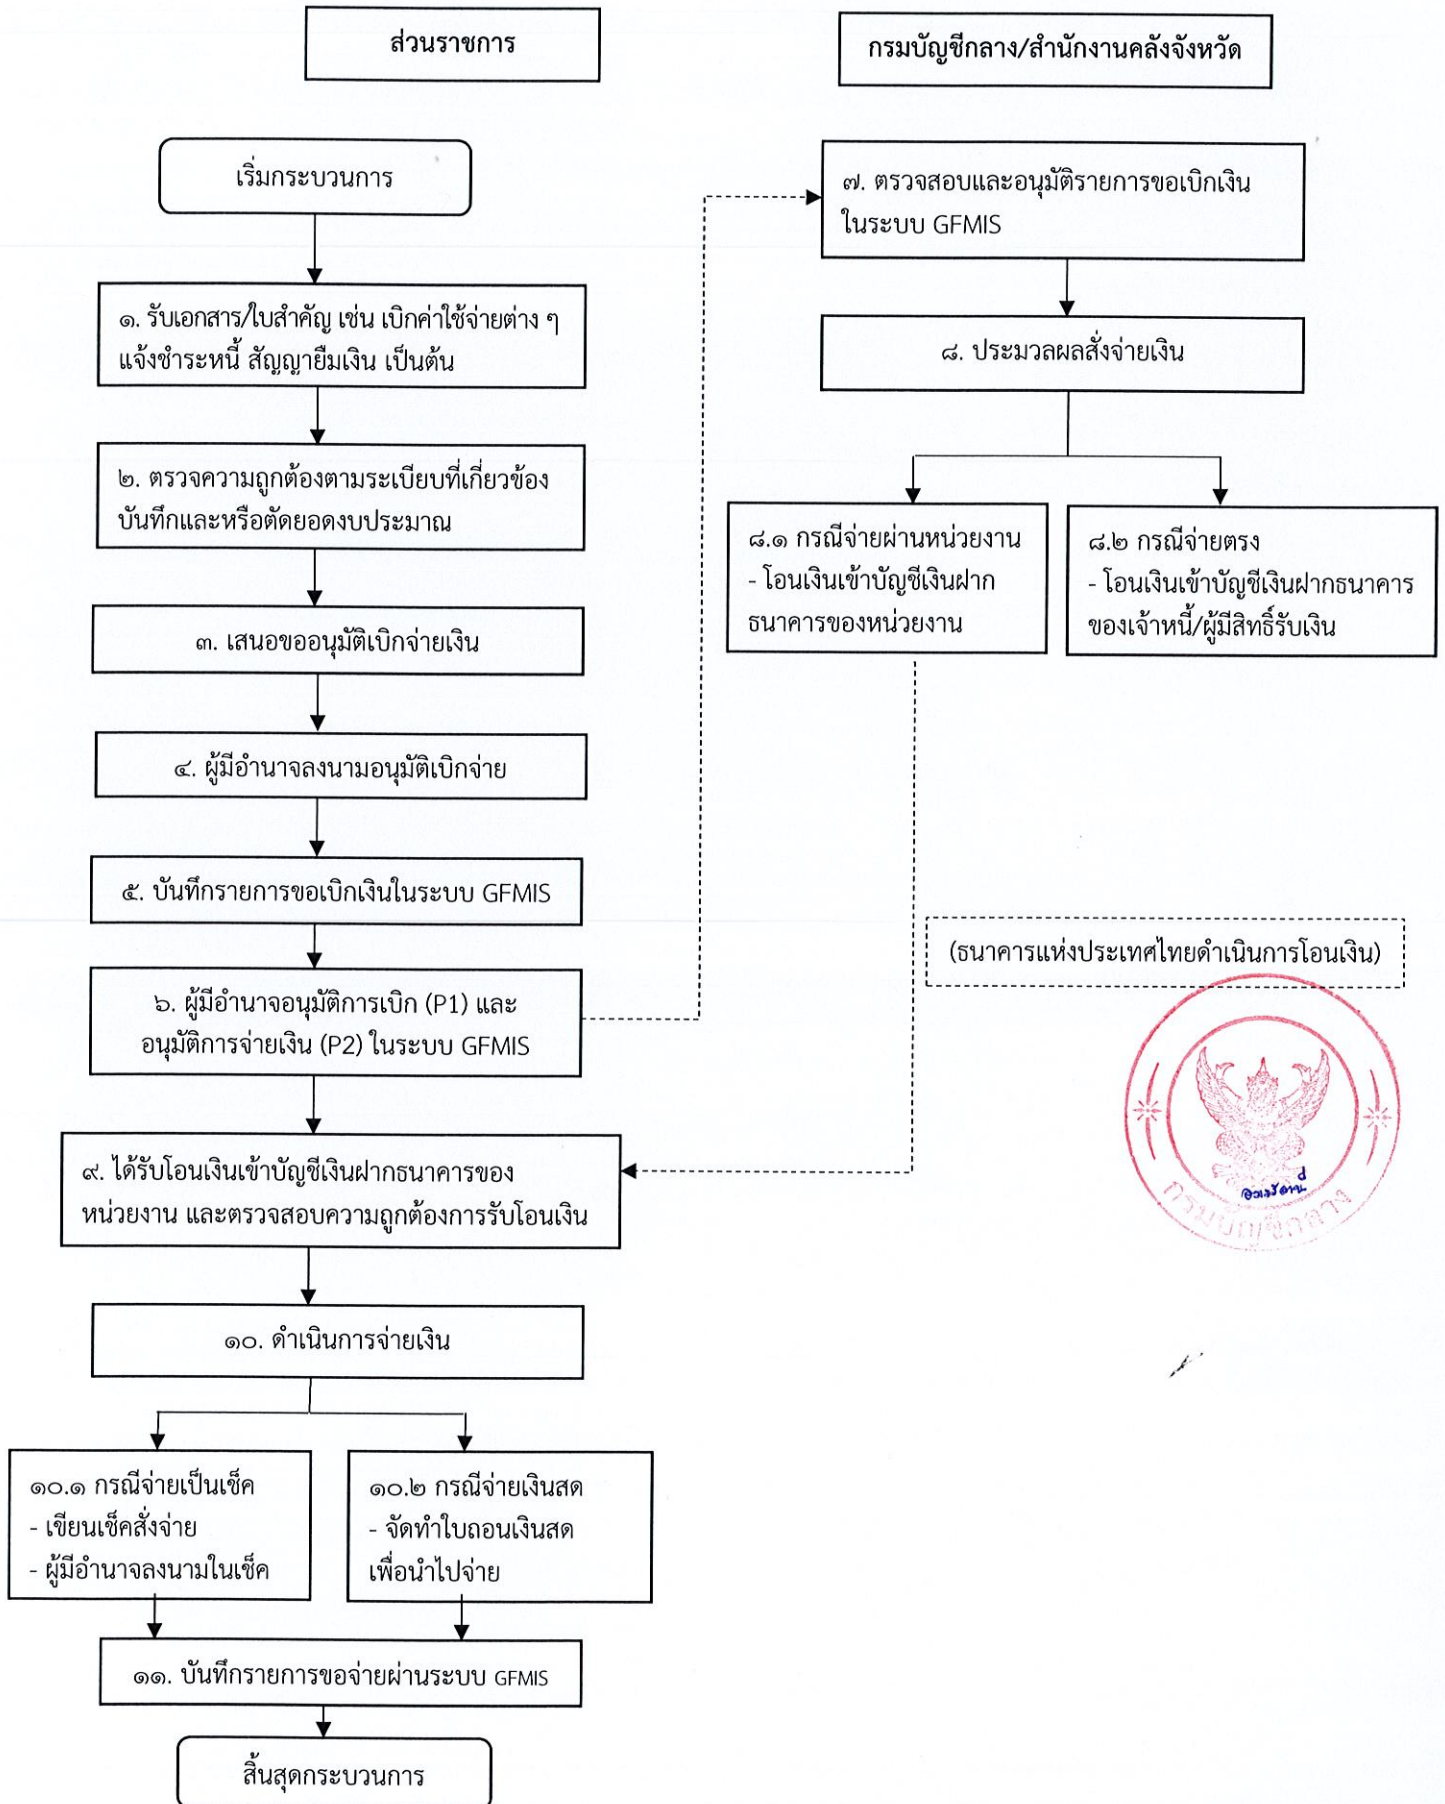 ส่วนราชการ
กรมบัญชีกลาง/สำนักงานคลังจังหวัด
เริ่มกระบวนการ
๑. รับเอกสาร/ใบสำคัญ เช่น เบิกค่าใช้จ่ายต่าง ๆ
แจ้งชำระหนี้ สัญญายืมเงิน เป็นต้น
๒. ตรวจความถูกต้องตามระเบียบที่เกี่ยวข้อง
บันทึกและหรือตัดยอดงบประมาณ
๓. เสนอขออนุมัติเบิกจ่ายเงิน
๔. ผู้มีอำนาจลงนามอนุมัติเบิกจ่าย
๕. บันทึกรายการขอเบิกเงินในระบบ GFMIS
๖. ผู้มีอำนาจอนุมัติการเบิก (P1) และ
อนุมัติการจ่ายเงิน (P2) ในระบบ GFMIS
๗. ตรวจสอบและอนุมัติรายการขอเบิกเงิน
ในระบบ GFMIS
๘. ประมวลผลสั่งจ่ายเงิน
๘.๑ กรณีจ่ายผ่านหน่วยงาน
- โอนเงินเข้าบัญชีเงินฝาก
ธนาคารของหน่วยงาน
๘.๒ กรณีจ่ายตรง
- โอนเงินเข้าบัญชีเงินฝากธนาคาร
ของเจ้าหนี้/ผู้มีสิทธิ์รับเงิน
(ธนาคารแห่งประเทศไทยดำเนินการโอนเงิน)
กรมบัญชีกลาง
๙. ได้รับโอนเงินเข้าบัญชีเงินฝากธนาคารของ
หน่วยงาน และตรวจสอบความถูกต้องการรับโอนเงิน
๑๐. ดำเนินการจ่ายเงิน
๑๐.๑ กรณีจ่ายเป็นเช็ค
- เขียนเช็คสั่งจ่าย
- ผู้มีอำนาจลงนามในเช็ค
๑๐.๒ กรณีจ่ายเงินสด
- จัดทำใบถอนเงินสด
เพื่อนำไปจ่าย
๑๑. บันทึกรายการขอจ่ายผ่านระบบ GFMIS
สิ้นสุดกระบวนการ